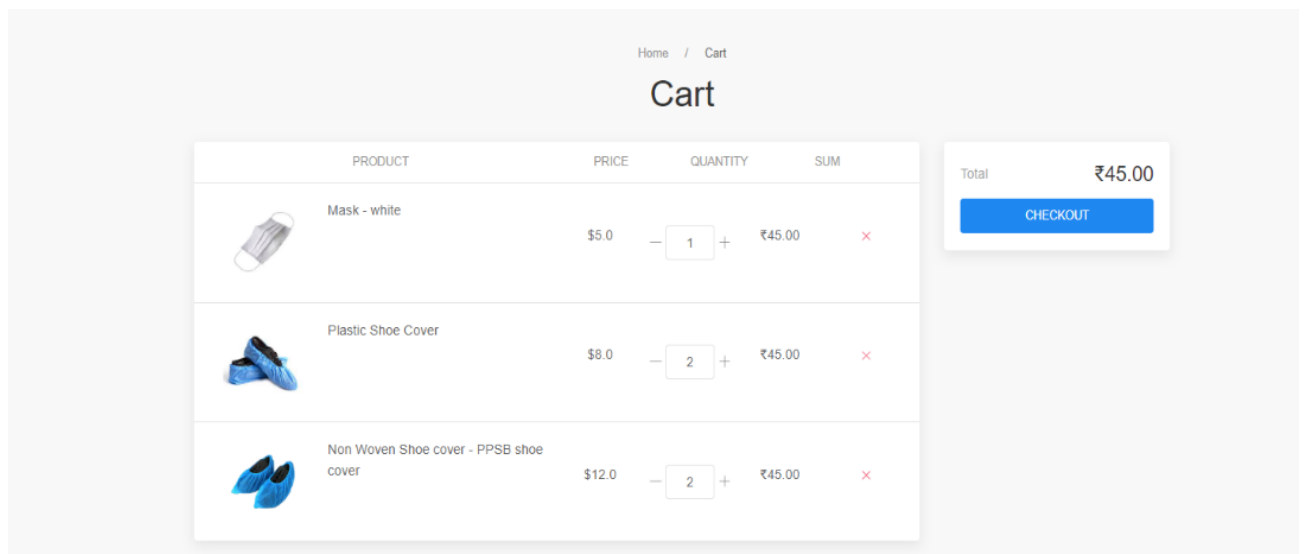 Home / Cart
Cart
PRODUCT PRICE QUANTITY SUM
Total ₹45.00
CHECKOUT
Mask - white
$5.0 — 1 + ₹45.00 ×
Plastic Shoe Cover
$8.0 — 2 + ₹45.00 ×
Non Woven Shoe cover - PPSB shoe
cover
$12.0 — 2 + ₹45.00 ×